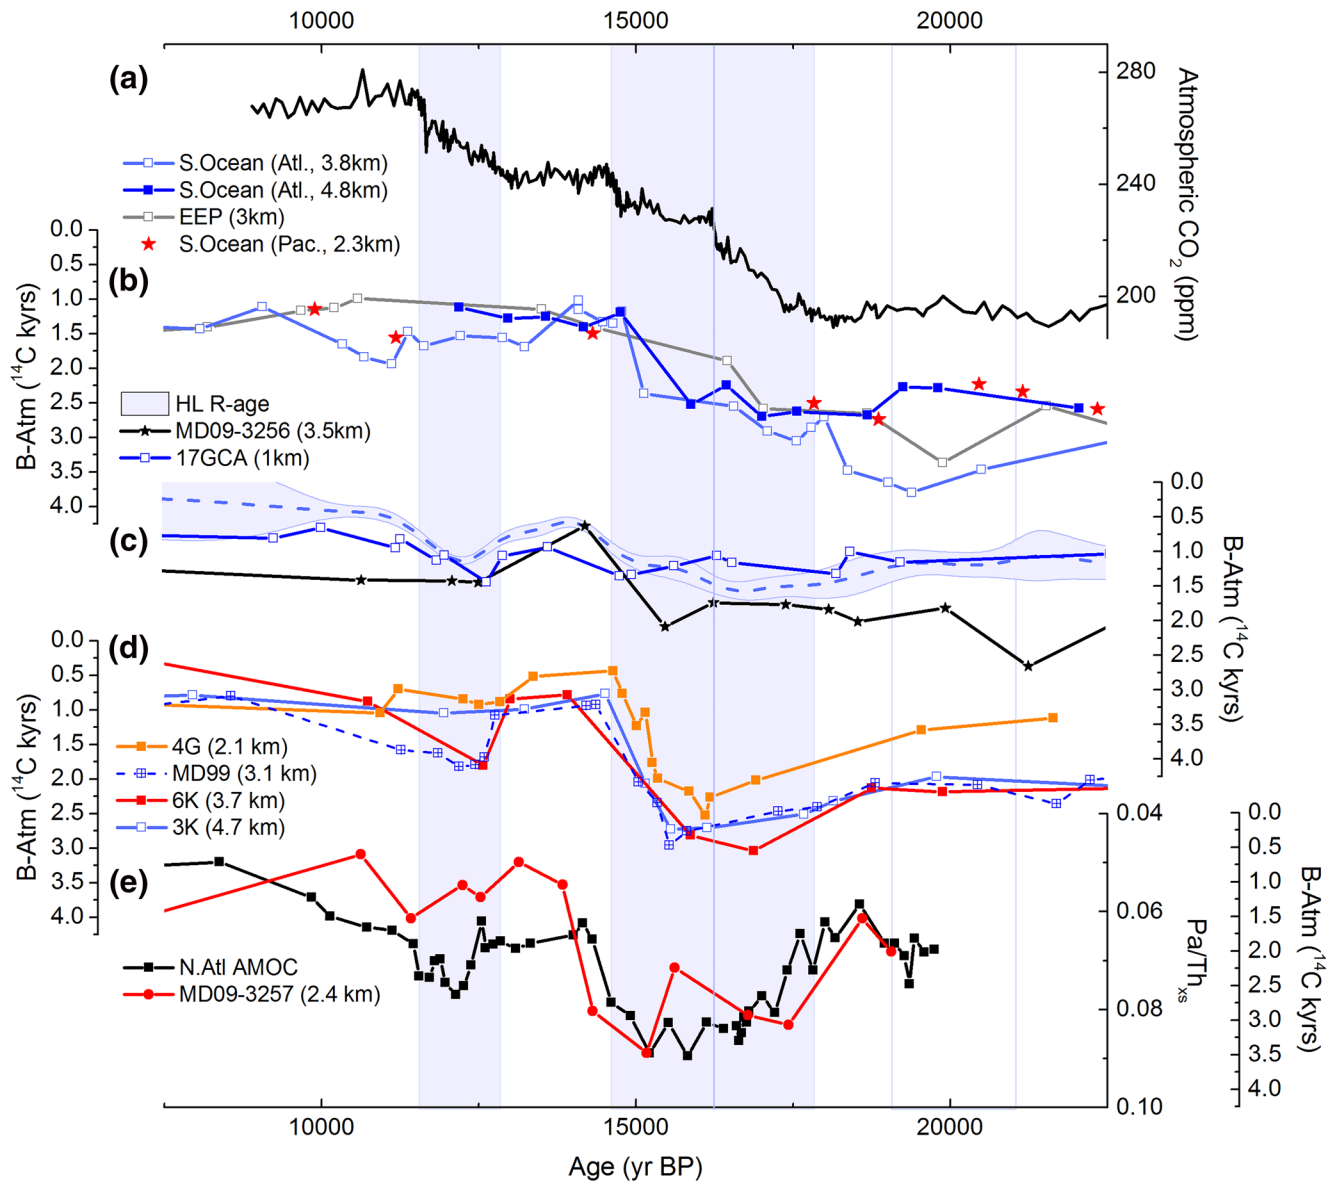 10000 15000 20000
(a)
280
240
200
Atmospheric CO2 (ppm)
S.Ocean (Atl., 3.8km)
S.Ocean (Atl., 4.8km)
EEP (3km)
S.Ocean (Pac., 2.3km)
(b)
0.0
0.5
1.0
1.5
2.0
2.5
3.0
3.5
4.0
B-Atm (14C kyrs)
HL R-age
MD09-3256 (3.5km)
17GCA (1km)
(c)
0.0
0.5
1.0
1.5
2.0
2.5
3.0
3.5
4.0
B-Atm (14C kyrs)
(d)
0.0
0.5
1.0
1.5
2.0
2.5
3.0
3.5
4.0
B-Atm (14C kyrs)
4G (2.1 km)
MD99 (3.1 km)
6K (3.7 km)
3K (4.7 km)
(e)
0.04
0.06
0.08
0.10
Pa/Thxs
0.0
0.5
1.0
1.5
2.0
2.5
3.0
3.5
4.0
B-Atm (14C kyrs)
N.Atl AMOC
MD09-3257 (2.4 km)
10000 15000 20000
Age (yr BP)